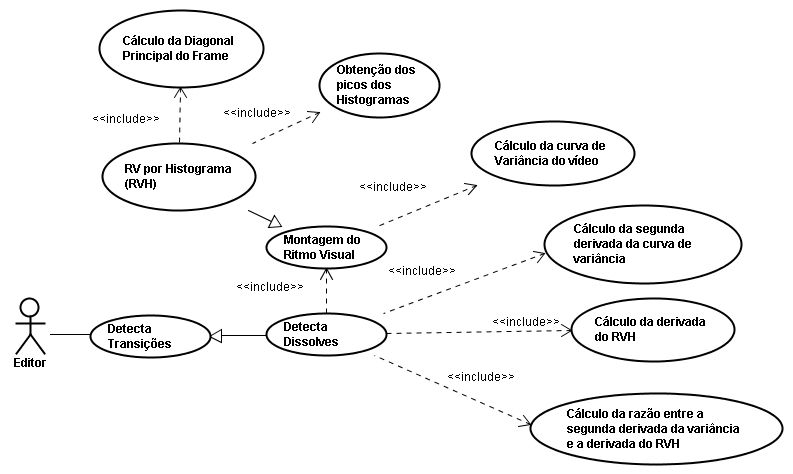 Cálculo da Diagonal
Principal do Frame
Obtenção dos
picos dos
Histogramas
<<include>>
<<include>>
RV por Histograma
(RVH)
Cálculo da curva de
Variância do vídeo
<<include>>
Montagem do
Ritmo Visual
Cálculo da segunda
derivada da curva de
variância
<<include>>
<<include>>
Editor
Detecta
Transições
Detecta
Dissolves
<<include>>
Cálculo da derivada
do RVH
<<include>>
Cálculo da razão entre a
segunda derivada da variância
e a derivada do RVH